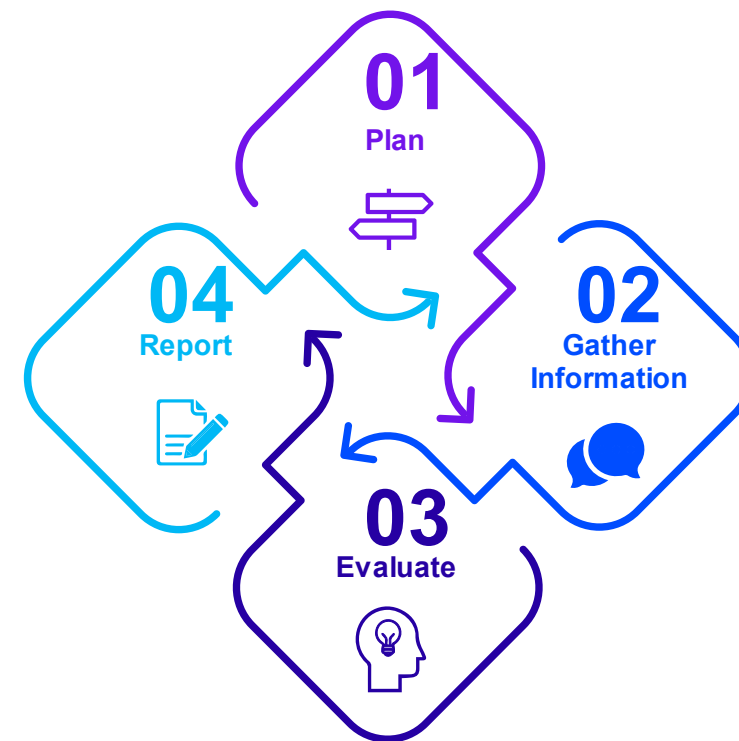 01
Plan
02
Gather
Information
03
Evaluate
04
Report